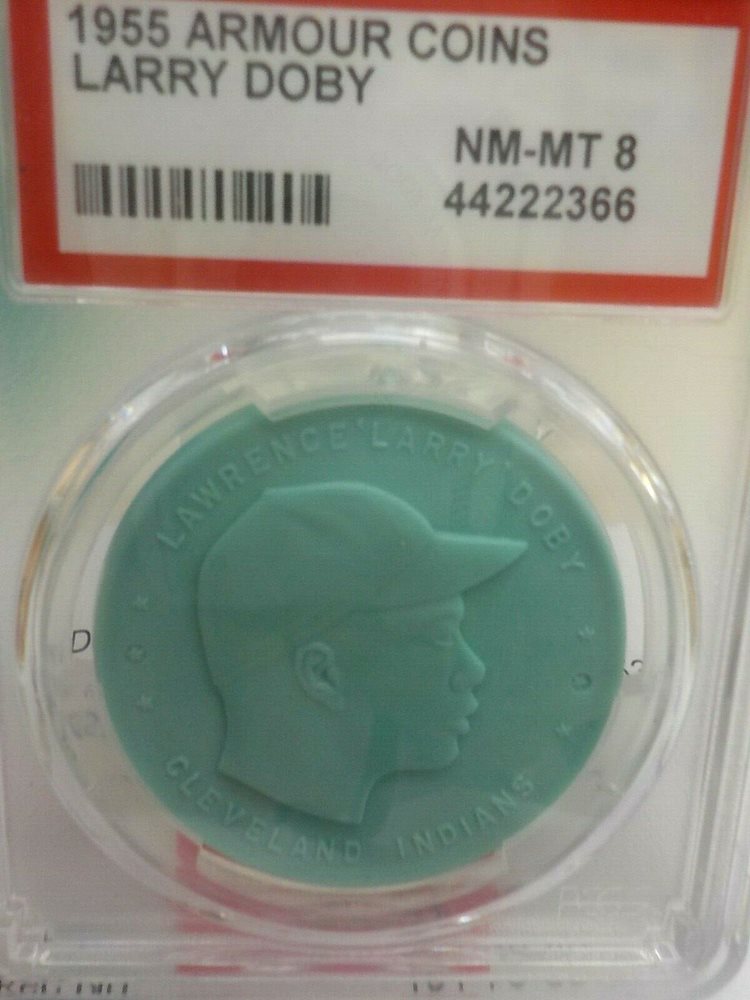 1955 ARMOUR COINS
LARRY DOBY
NM-MT 8
44222366
LAWRENCE "LARRY" DOBY
CLEVELAND INDIANS
D